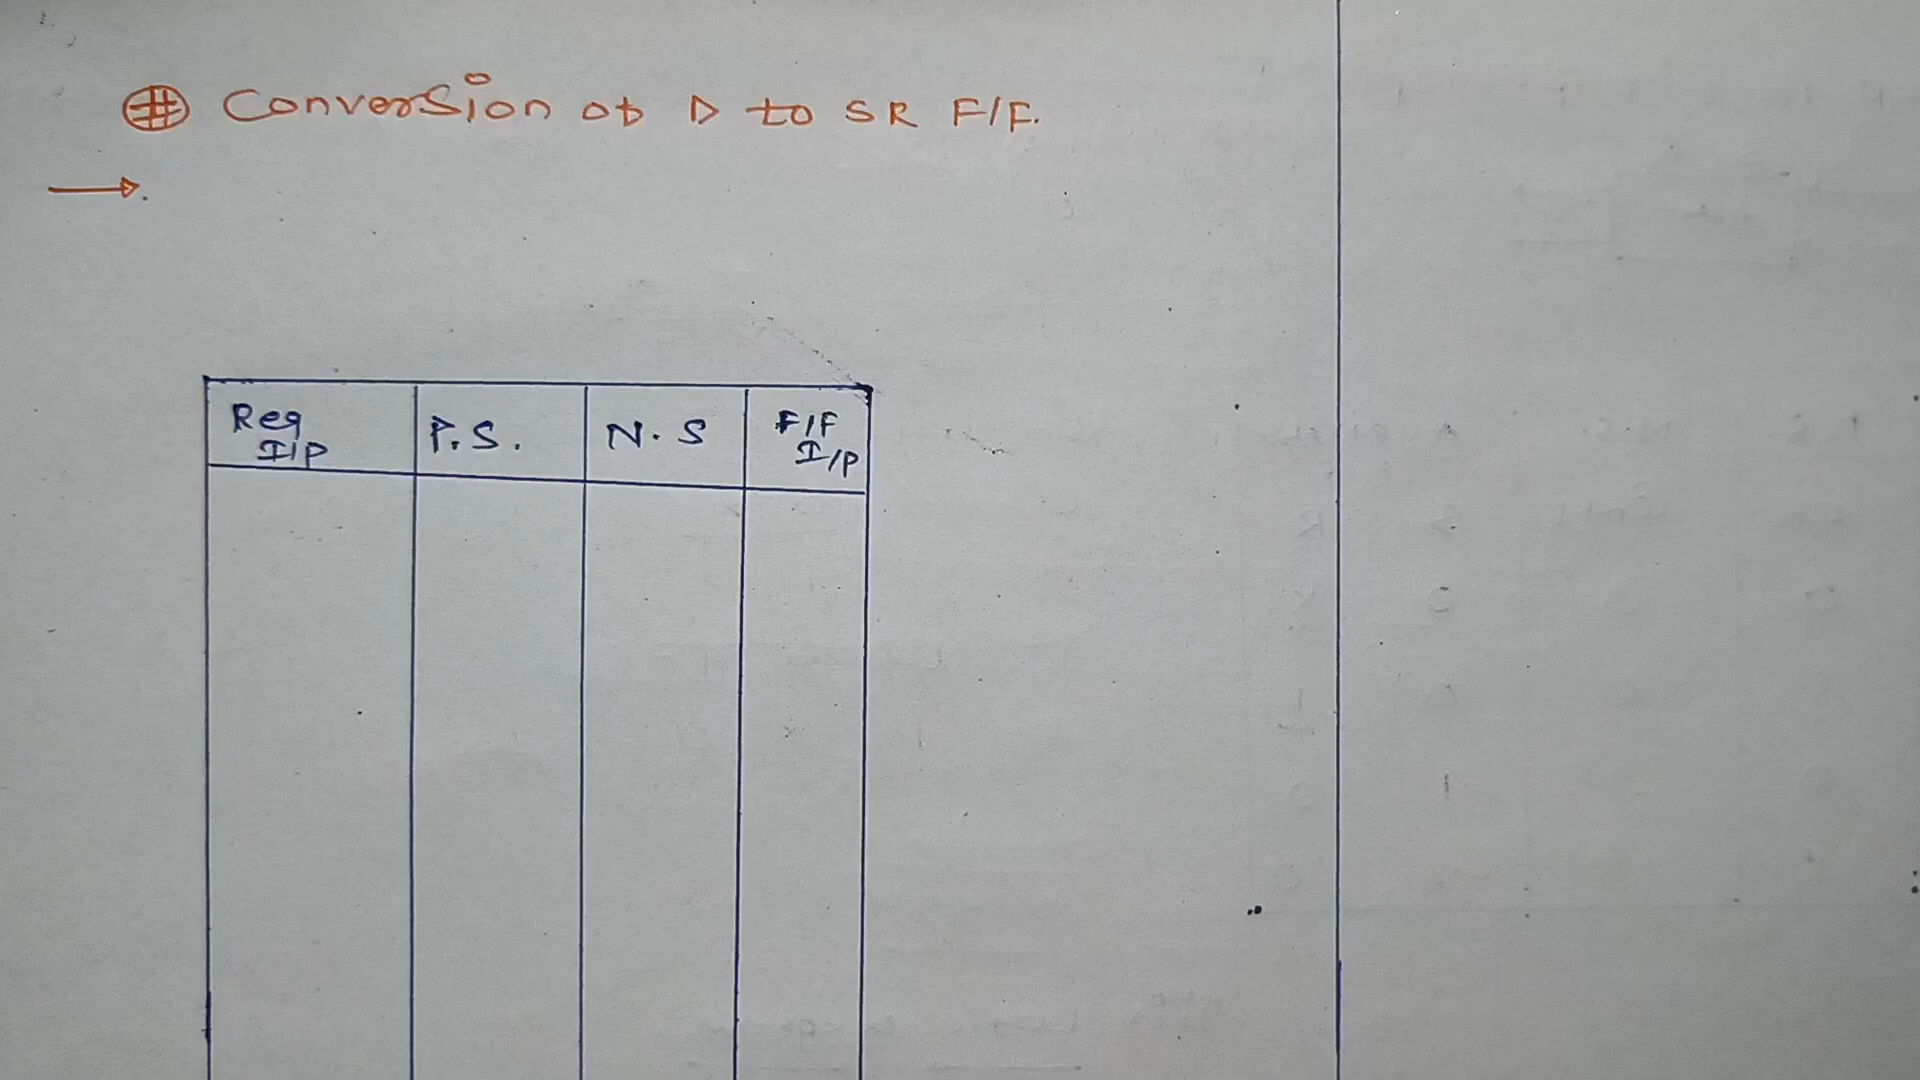 # Conversion of D to SR F/F.
Req I/P P.S. N.S F/F I/P